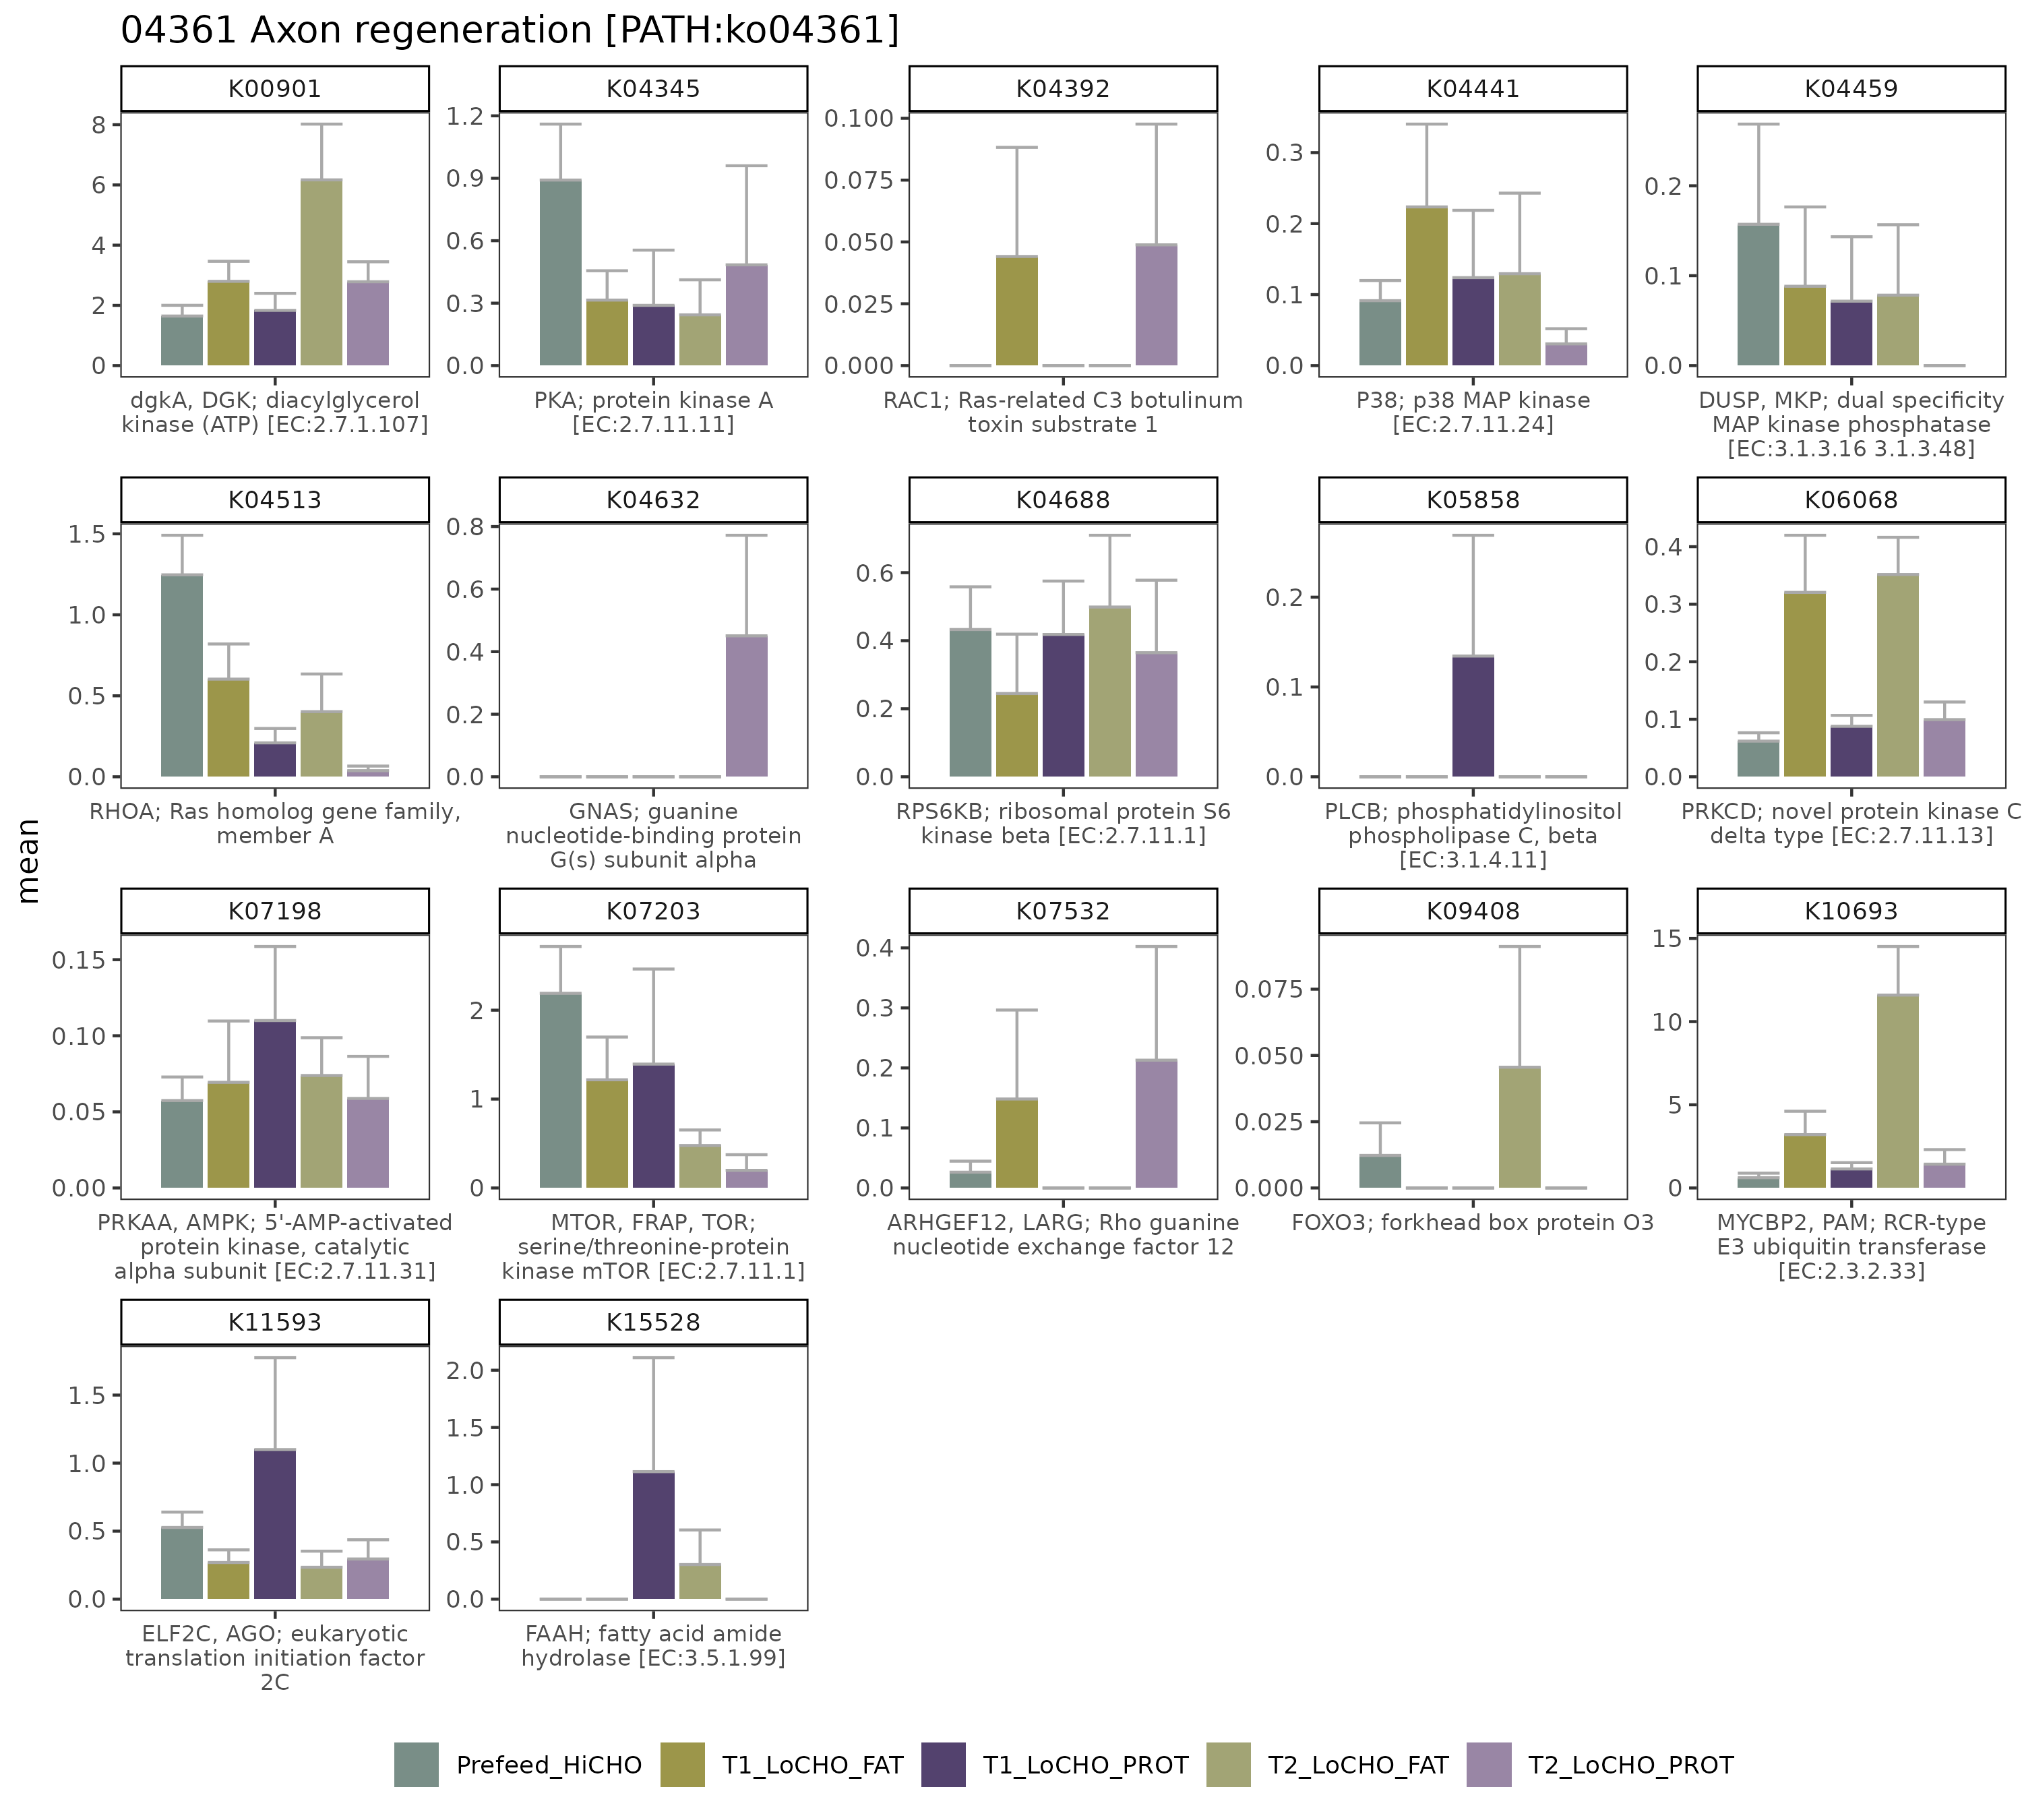 04361 Axon regeneration [PATH:ko04361]
mean
K00901
8
6
4
2
0
dgkA, DGK; diacylglycerol
kinase (ATP) [EC:2.7.1.107]
K04345
1.2
0.9
0.6
0.3
0.0
PKA; protein kinase A
[EC:2.7.11.11]
K04392
0.100
0.075
0.050
0.025
0.000
RAC1; Ras-related C3 botulinum
toxin substrate 1
K04441
0.3
0.2
0.1
0.0
P38; p38 MAP kinase
[EC:2.7.11.24]
K04459
0.2
0.1
0.0
DUSP, MKP; dual specificity
MAP kinase phosphatase
[EC:3.1.3.16 3.1.3.48]
K04513
1.5
1.0
0.5
0.0
RHOA; Ras homolog gene family,
member A
K04632
0.8
0.6
0.4
0.2
0.0
GNAS; guanine
nucleotide-binding protein
G(s) subunit alpha
K04688
0.6
0.4
0.2
0.0
RPS6KB; ribosomal protein S6
kinase beta [EC:2.7.11.1]
K05858
0.2
0.1
0.0
PLCB; phosphatidylinositol
phospholipase C, beta
[EC:3.1.4.11]
K06068
0.4
0.3
0.2
0.1
0.0
PRKCD; novel protein kinase C
delta type [EC:2.7.11.13]
K07198
0.15
0.10
0.05
0.00
PRKAA, AMPK; 5'-AMP-activated
protein kinase, catalytic
alpha subunit [EC:2.7.11.31]
K07203
2
1
0
MTOR, FRAP, TOR;
serine/threonine-protein
kinase mTOR [EC:2.7.11.1]
K07532
0.4
0.3
0.2
0.1
0.0
ARHGEF12, LARG; Rho guanine
nucleotide exchange factor 12
K09408
0.075
0.050
0.025
0.000
FOXO3; forkhead box protein O3
K10693
15
10
5
0
MYCBP2, PAM; RCR-type
E3 ubiquitin transferase
[EC:2.3.2.33]
K11593
1.5
1.0
0.5
0.0
ELF2C, AGO; eukaryotic
translation initiation factor
2C
K15528
2.0
1.5
1.0
0.5
0.0
FAAH; fatty acid amide
hydrolase [EC:3.5.1.99]
Prefeed_HiCHO
T1_LoCHO_FAT
T1_LoCHO_PROT
T2_LoCHO_FAT
T2_LoCHO_PROT